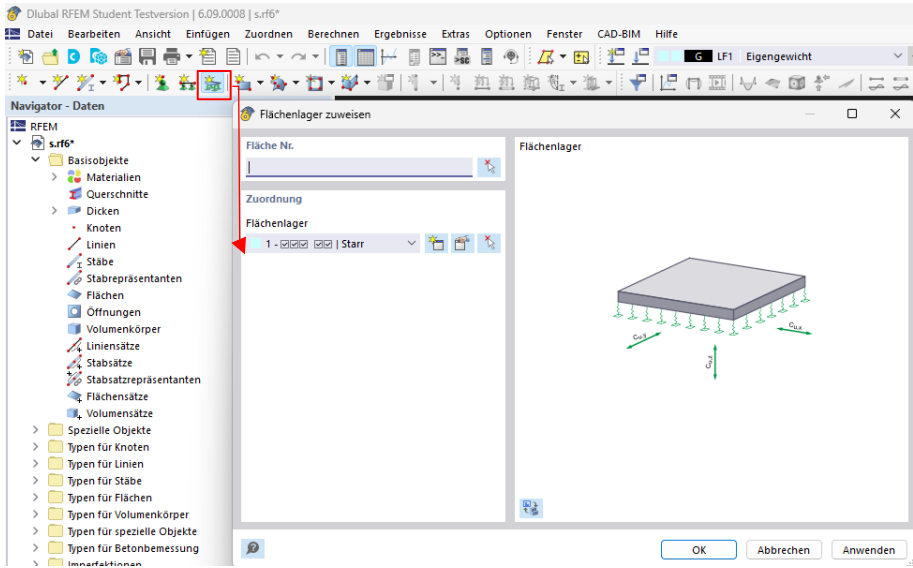 Dlubal RFEM Student Testversion | 6.09.0008 | s.rf6*
Datei Bearbeiten Ansicht Einfügen Zuordnen Berechnen Ergebnisse Extras Optionen Fenster CAD-BIM Hilfe
G LF1 Eigengewicht
Navigator - Daten
RFEM
s.rf6*
Basisobjekte
Materialien
Querschnitte
Dicken
Knoten
Linien
Stäbe
Stabrepräsentanten
Flächen
Öffnungen
Volumenkörper
Liniensätze
Stabsätze
Stabsatzrepräsentanten
Flächensätze
Volumensätze
Spezielle Objekte
Typen für Knoten
Typen für Linien
Typen für Stäbe
Typen für Flächen
Typen für Volumenkörper
Typen für spezielle Objekte
Typen für Betonbemessung
Imperfektionen
Flächenlager zuweisen
Fläche Nr.
Zuordnung
Flächenlager
1 - ☑☑☑ ☑☑ | Starr
Flächenlager
Cu,y
Cu,x
Cu,z
OK Abbrechen Anwenden